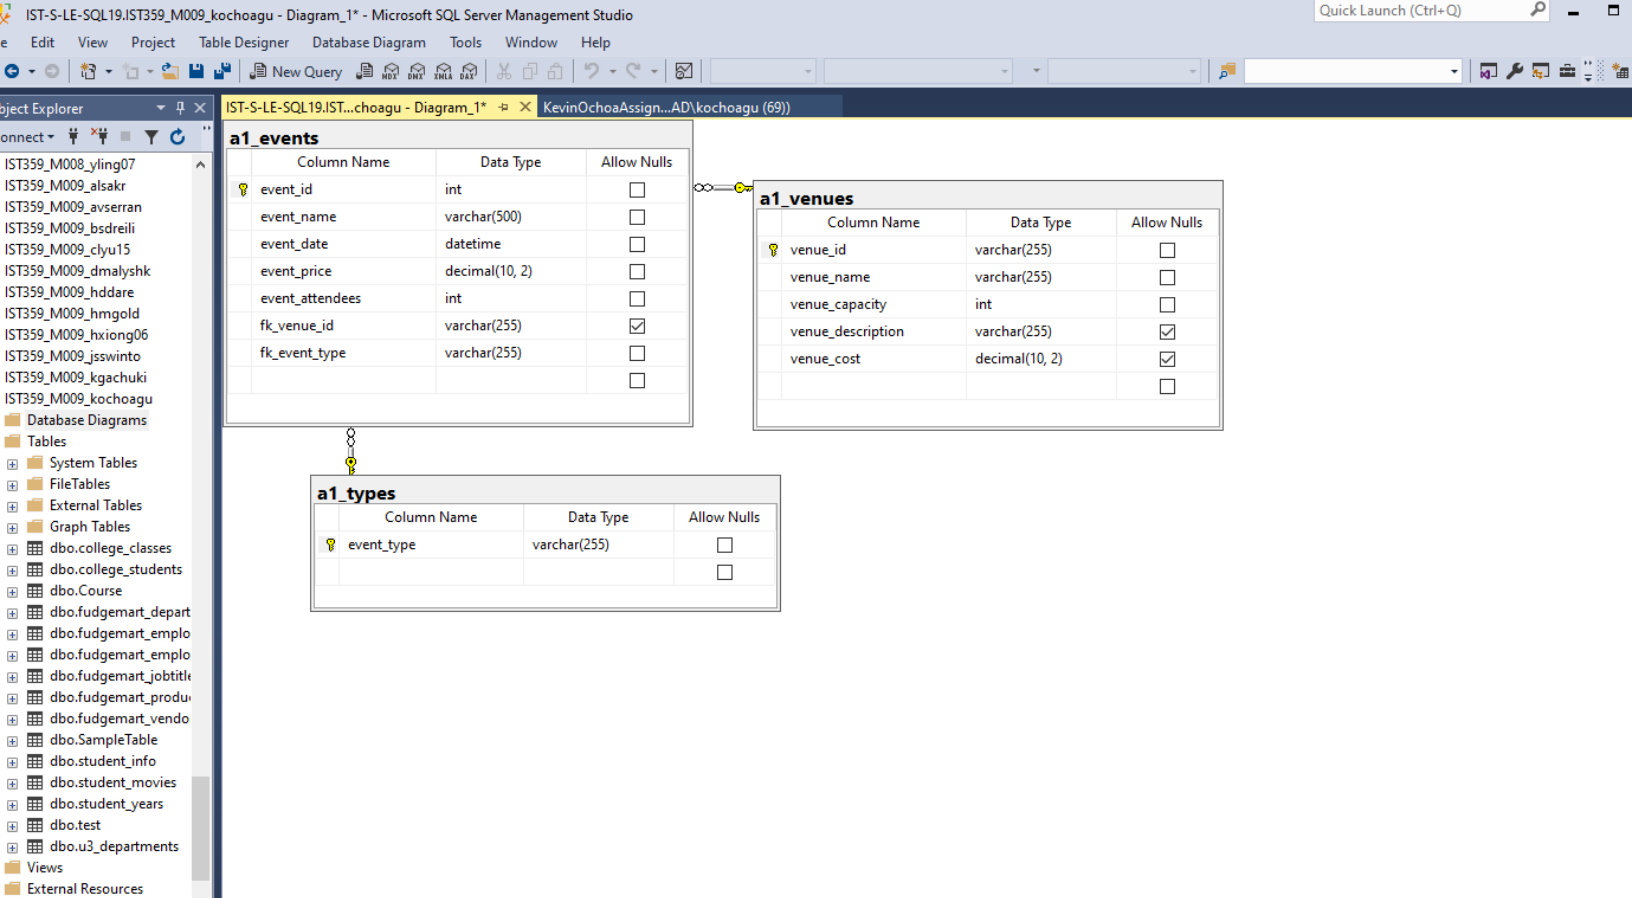 IST-S-LE-SQL19.IST359_M009_kochoagu - Diagram_1* - Microsoft SQL Server Management Studio
Quick Launch (Ctrl+Q)
e Edit View Project Table Designer Database Diagram Tools Window Help
New Query MDX DMX XMLA DAX
bject Explorer
IST-S-LE-SQL19.IST...choagu - Diagram_1*
KevinOchoaAssign...AD\kochoagu (69))
onnect
IST359_M008_yling07
IST359_M009_alsakr
IST359_M009_avserran
IST359_M009_bsdreili
IST359_M009_clyu15
IST359_M009_dmalyshk
IST359_M009_hddare
IST359_M009_hmgold
IST359_M009_hxiong06
IST359_M009_jsswinto
IST359_M009_kgachuki
IST359_M009_kochoagu
Database Diagrams
Tables
System Tables
FileTables
External Tables
Graph Tables
dbo.college_classes
dbo.college_students
dbo.Course
dbo.fudgemart_depart
dbo.fudgemart_emplo
dbo.fudgemart_emplo
dbo.fudgemart_jobtitle
dbo.fudgemart_produ
dbo.fudgemart_vendo
dbo.SampleTable
dbo.student_info
dbo.student_movies
dbo.student_years
dbo.test
dbo.u3_departments
Views
External Resources
a1_events
Column Name Data Type Allow Nulls
event_id int
event_name varchar(500)
event_date datetime
event_price decimal(10, 2)
event_attendees int
fk_venue_id varchar(255)
fk_event_type varchar(255)
a1_venues
Column Name Data Type Allow Nulls
venue_id varchar(255)
venue_name varchar(255)
venue_capacity int
venue_description varchar(255)
venue_cost decimal(10, 2)
a1_types
Column Name Data Type Allow Nulls
event_type varchar(255)